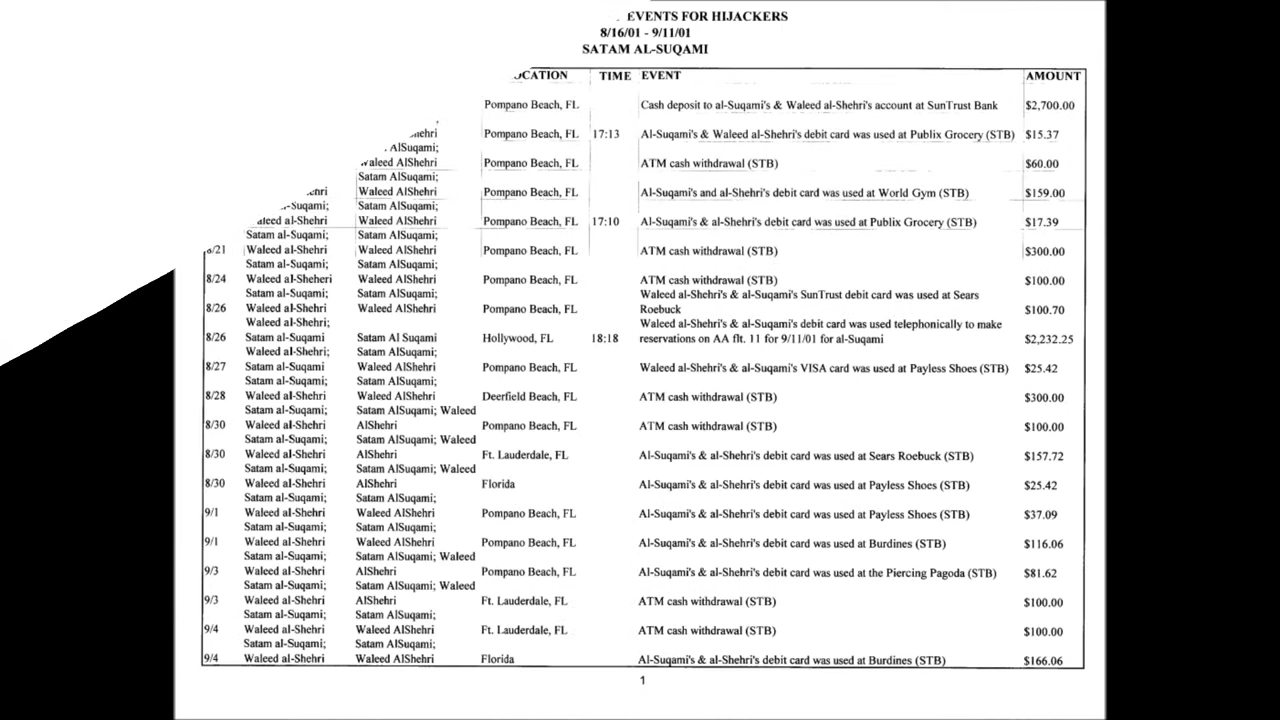 EVENTS FOR HIJACKERS
8/16/01 - 9/11/01
SATAM AL-SUQAMI
TIME EVENT AMOUNT
Pompano Beach, FL Cash deposit to al-Suqami's & Waleed al-Shehri's account at SunTrust Bank $2,700.00
Pompano Beach, FL 17:13 Al-Suqami's & Waleed al-Shehri's debit card was used at Publix Grocery (STB) $15.37
AlSuqami;
AlShehri Pompano Beach, FL ATM cash withdrawal (STB) $60.00
Satam AlSuqami;
Waleed AlShehri Pompano Beach, FL Al-Suqami's and al-Shehri's debit card was used at World Gym (STB) $159.00
Satam AlSuqami;
al-Shehri Waleed AlShehri Pompano Beach, FL 17:10 Al-Suqami's & al-Shehri's debit card was used at Publix Grocery (STB) $17.39
Satam al-Suqami; Satam AlSuqami;
8/21 Waleed al-Shehri Waleed AlShehri Pompano Beach, FL ATM cash withdrawal (STB) $300.00
Satam al-Suqami; Satam AlSuqami;
8/24 Waleed al-Sheheri Waleed AlShehri Pompano Beach, FL ATM cash withdrawal (STB) $100.00
Satam al-Suqami; Satam AlSuqami; Waleed al-Shehri's & al-Suqami's SunTrust debit card was used at Sears
8/26 Waleed al-Shehri Waleed AlShehri Pompano Beach, FL Roebuck $100.70
Waleed al-Shehri; Waleed al-Shehri's & al-Suqami's debit card was used telephonically to make
8/26 Satam al-Suqami Satam Al Suqami Hollywood, FL 18:18 reservations on AA flt. 11 for 9/11/01 for al-Suqami $2,232.25
Waleed al-Shehri; Satam AlSuqami;
8/27 Satam al-Suqami Waleed AlShehri Pompano Beach, FL Waleed al-Shehri's & al-Suqami's VISA card was used at Payless Shoes (STB) $25.42
Satam al-Suqami; Satam AlSuqami;
8/28 Waleed al-Shehri Waleed AlShehri Deerfield Beach, FL ATM cash withdrawal (STB) $300.00
Satam al-Suqami; Satam AlSuqami; Waleed
8/30 Waleed al-Shehri AlShehri Pompano Beach, FL ATM cash withdrawal (STB) $100.00
Satam al-Suqami; Satam AlSuqami; Waleed
8/30 Waleed al-Shehri AlShehri Ft. Lauderdale, FL Al-Suqami's & al-Shehri's debit card was used at Sears Roebuck (STB) $157.72
Satam al-Suqami; Satam AlSuqami; Waleed
8/30 Waleed al-Shehri AlShehri Florida Al-Suqami's & al-Shehri's debit card was used at Payless Shoes (STB) $25.42
Satam al-Suqami; Satam AlSuqami;
9/1 Waleed al-Shehri Waleed AlShehri Pompano Beach, FL Al-Suqami's & al-Shehri's debit card was used at Payless Shoes (STB) $37.09
Satam al-Suqami; Satam AlSuqami;
9/1 Waleed al-Shehri Waleed AlShehri Pompano Beach, FL Al-Suqami's & al-Shehri's debit card was used at Burdines (STB) $116.06
Satam al-Suqami; Satam AlSuqami; Waleed
9/3 Waleed al-Shehri AlShehri Pompano Beach, FL Al-Suqami's & al-Shehri's debit card was used at the Piercing Pagoda (STB) $81.62
Satam al-Suqami; Satam AlSuqami; Waleed
9/3 Waleed al-Shehri AlShehri Ft. Lauderdale, FL ATM cash withdrawal (STB) $100.00
Satam al-Suqami; Satam AlSuqami;
9/4 Waleed al-Shehri Waleed AlShehri Ft. Lauderdale, FL ATM cash withdrawal (STB) $100.00
Satam al-Suqami; Satam AlSuqami;
9/4 Waleed al-Shehri Waleed AlShehri Florida Al-Suqami's & al-Shehri's debit card was used at Burdines (STB) $166.06
1